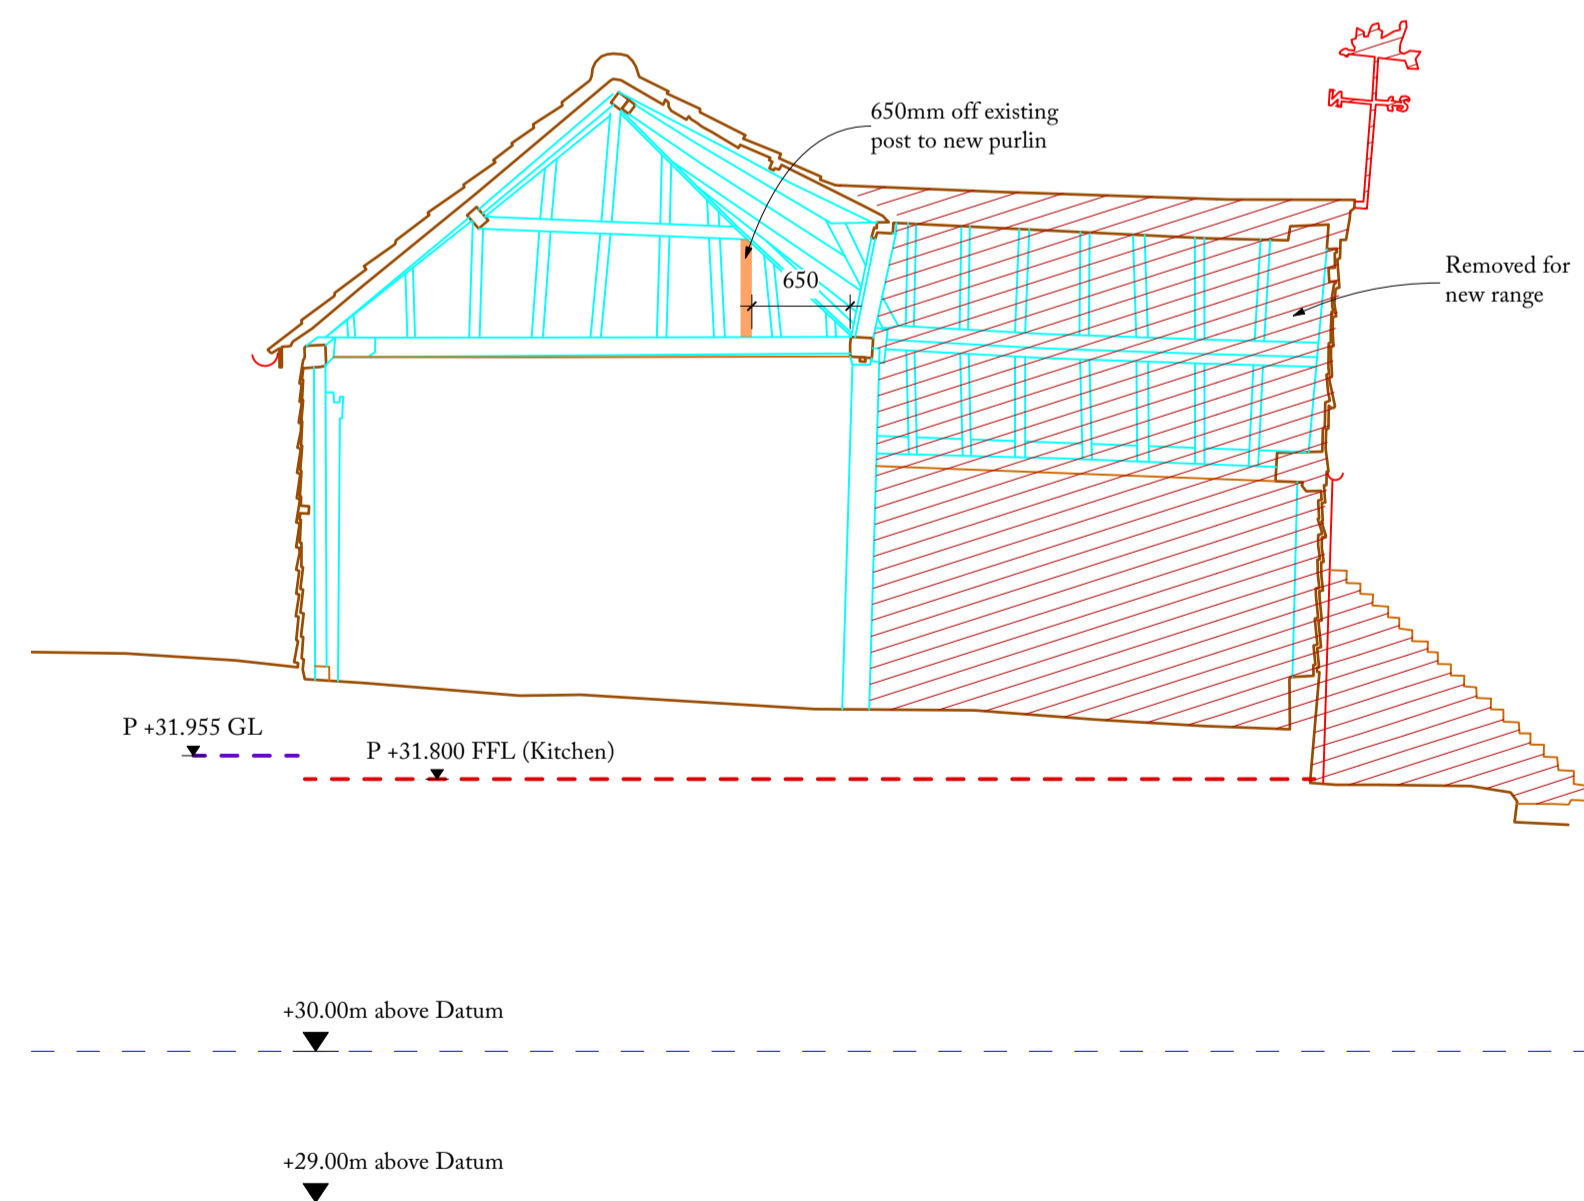 650mm off existing
post to new purlin
650
Removed for
new range
P +31.955 GL
P +31.800 FFL (Kitchen)
+30.00m above Datum
+29.00m above Datum
N S